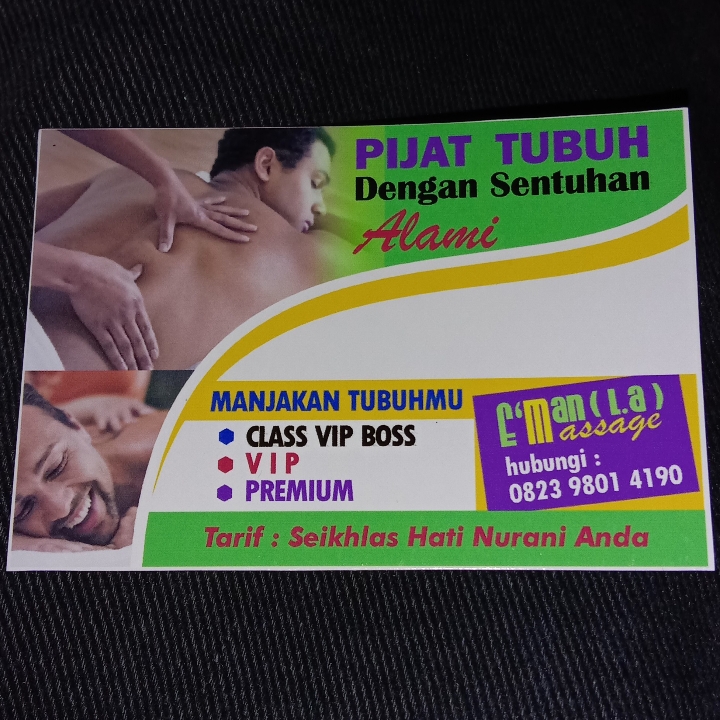 PIJAT TUBUH
Dengan Sentuhan
Alami
MANJAKAN TUBUHMU
CLASS VIP BOSS
VIP
PREMIUM
E'Man (L.a)
Massage
hubungi :
0823 9801 4190
Tarif : Seikhlas Hati Nurani Anda